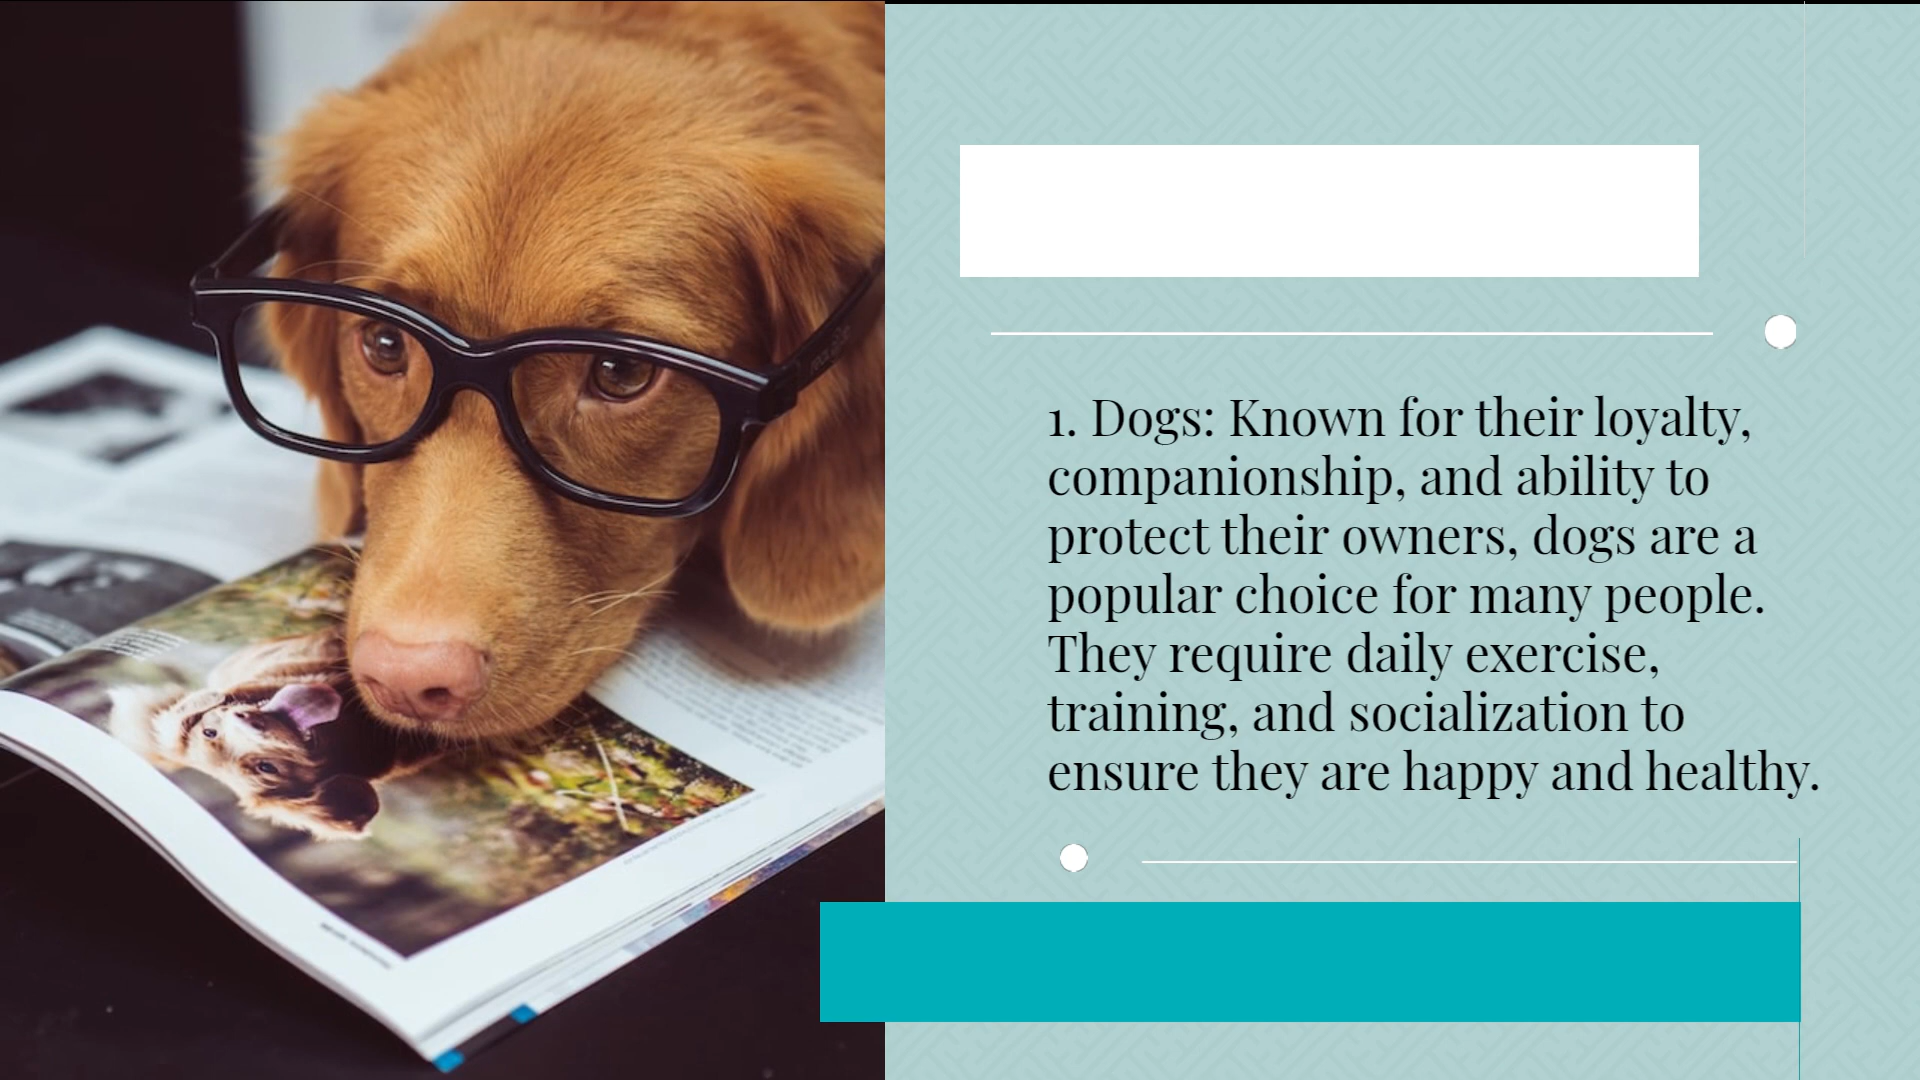 1. Dogs: Known for their loyalty,
companionship, and ability to
protect their owners, dogs are a
popular choice for many people.
They require daily exercise,
training, and socialization to
ensure they are happy and healthy.